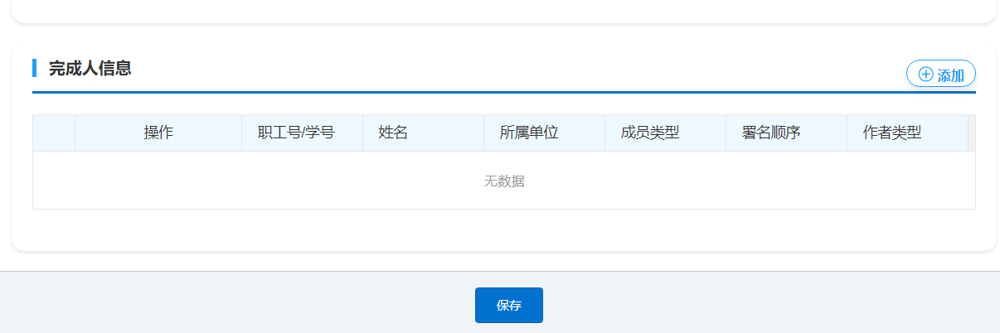 完成人信息
添加
操作 职工号/学号 姓名 所属单位 成员类型 署名顺序 作者类型
无数据
保存